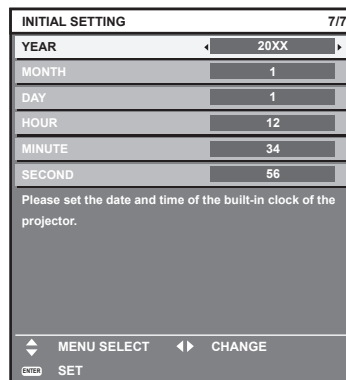 INITIAL SETTING 7/7
YEAR 20XX
MONTH 1
DAY 1
HOUR 12
MINUTE 34
SECOND 56
Please set the date and time of the built-in clock of the
projector.
MENU SELECT CHANGE
ENTER SET